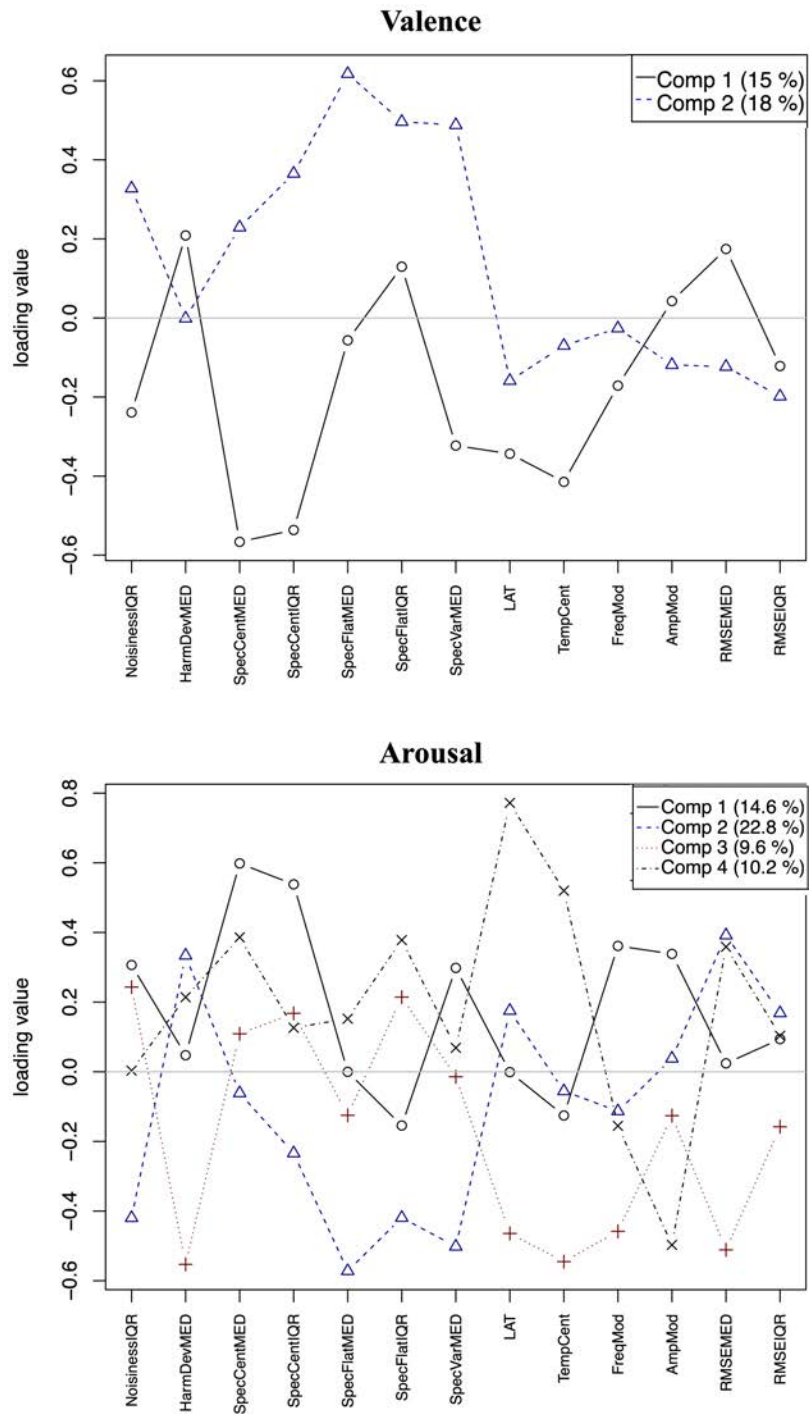 Valence
Comp 1 (15 %)
Comp 2 (18 %)
loading value
0.6
0.4
0.2
0.0
−0.2
−0.4
−0.6
NoisinessIQR
HarmDevMED
SpecCentMED
SpecCentIQR
SpecFlatMED
SpecFlatIQR
SpecVarMED
LAT
TempCent
FreqMod
AmpMod
RMSEMED
RMSEIQR
Arousal
Comp 1 (14.6 %)
Comp 2 (22.8 %)
Comp 3 (9.6 %)
Comp 4 (10.2 %)
loading value
0.8
0.6
0.4
0.2
0.0
−0.2
−0.4
−0.6
NoisinessIQR
HarmDevMED
SpecCentMED
SpecCentIQR
SpecFlatMED
SpecFlatIQR
SpecVarMED
LAT
TempCent
FreqMod
AmpMod
RMSEMED
RMSEIQR